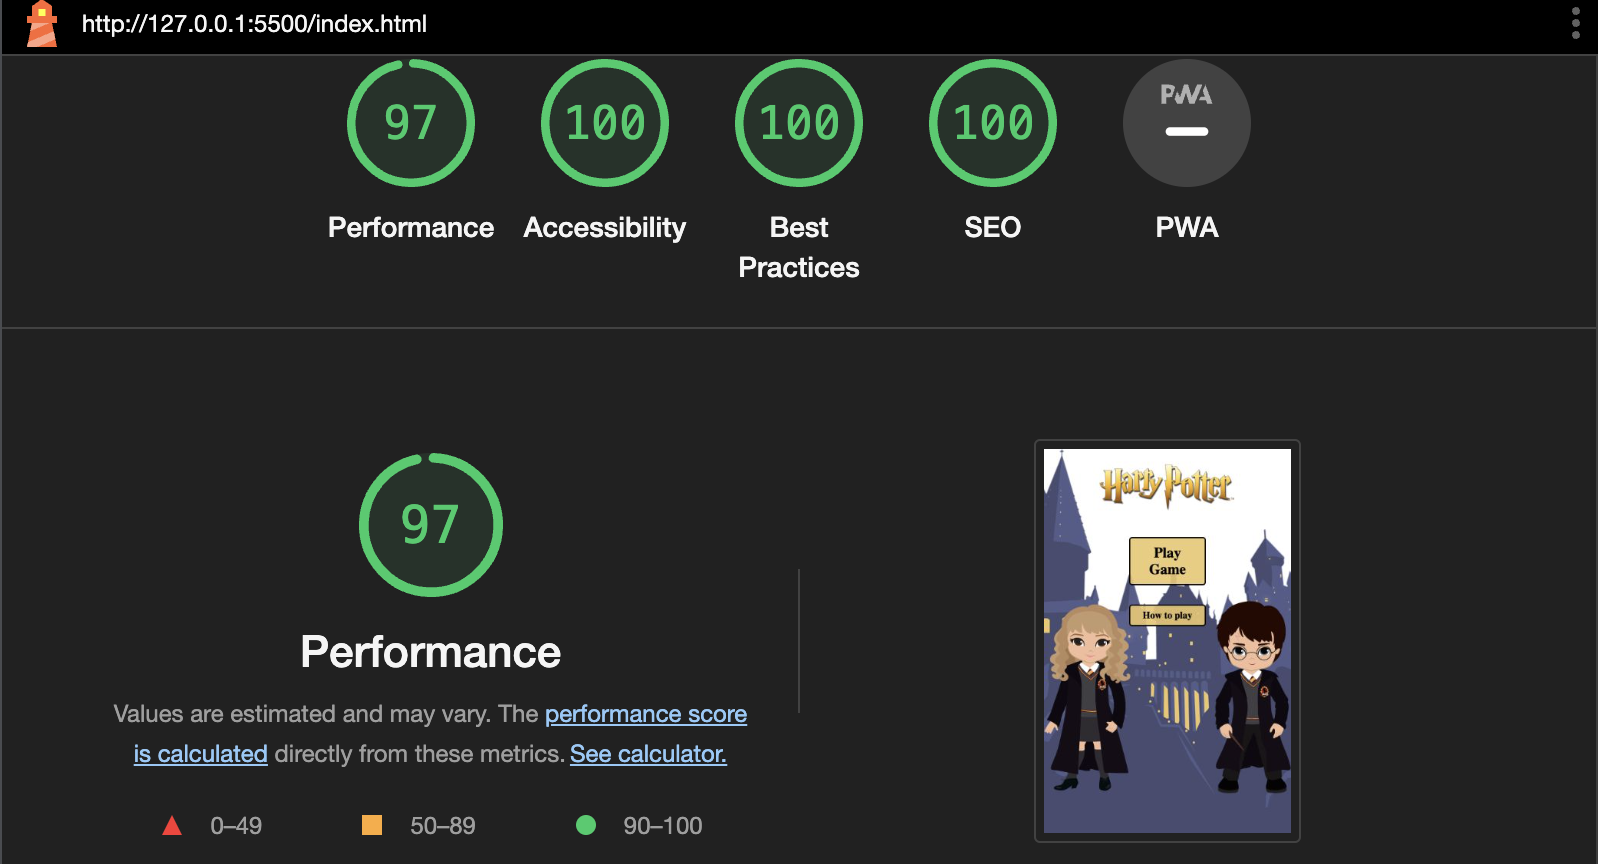 http://127.0.0.1:5500/index.html
97
100
100
100
PWA
Performance
Accessibility
Best
Practices
SEO
PWA
97
Performance
Values are estimated and may vary. The performance score
is calculated directly from these metrics. See calculator.
0–49
50–89
90–100
Harry Potter
Play
Game
How to play